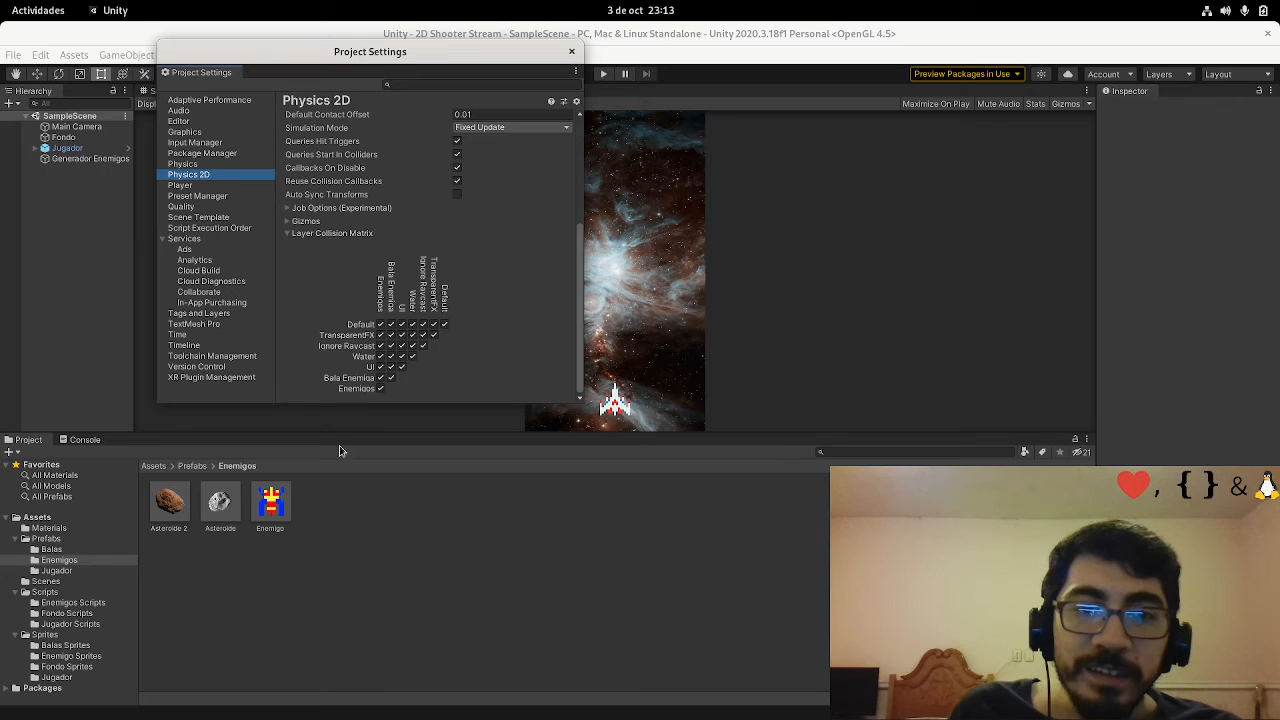 Actividades
Unity
3 de oct 23:13
Unity - 2D Shooter Stream - SampleScene - PC, Mac & Linux Standalone - Unity 2020.3.18f1 Personal <OpenGL 4.5>
File Edit Assets GameObject
Project Settings
Preview Packages in Use
Account
Layers
Layout
Hierarchy
All
Maximize On Play Mute Audio Stats Gizmos
Inspector
SampleScene
Main Camera
Fondo
Jugador
Generador Enemigos
Project Settings
Adaptive Performance
Audio
Editor
Graphics
Input Manager
Package Manager
Physics
Physics 2D
Player
Preset Manager
Quality
Scene Template
Script Execution Order
Services
Ads
Analytics
Cloud Build
Cloud Diagnostics
Collaborate
In-App Purchasing
Tags and Layers
TextMesh Pro
Time
Timeline
Toolchain Management
Version Control
XR Plugin Management
Physics 2D
Default Contact Offset 0.01
Simulation Mode Fixed Update
Queries Hit Triggers
Queries Start In Colliders
Callbacks On Disable
Reuse Collision Callbacks
Auto Sync Transforms
Job Options (Experimental)
Gizmos
Layer Collision Matrix
Enemigos
Bala Enemiga
UI
Water
Ignore Raycast
TransparentFX
Default
Default
TransparentFX
Ignore Raycast
Water
UI
Bala Enemiga
Enemigos
Project
Console
21
Favorites
All Materials
All Models
All Prefabs
Assets
Materials
Prefabs
Balas
Enemigos
Jugador
Scenes
Scripts
Enemigos Scripts
Fondo Scripts
Jugador Scripts
Sprites
Balas Sprites
Enemigo Sprites
Fondo Sprites
Jugador
Packages
Assets Prefabs Enemigos
Asteroide 2
Asteroide
Enemigo
, { } &